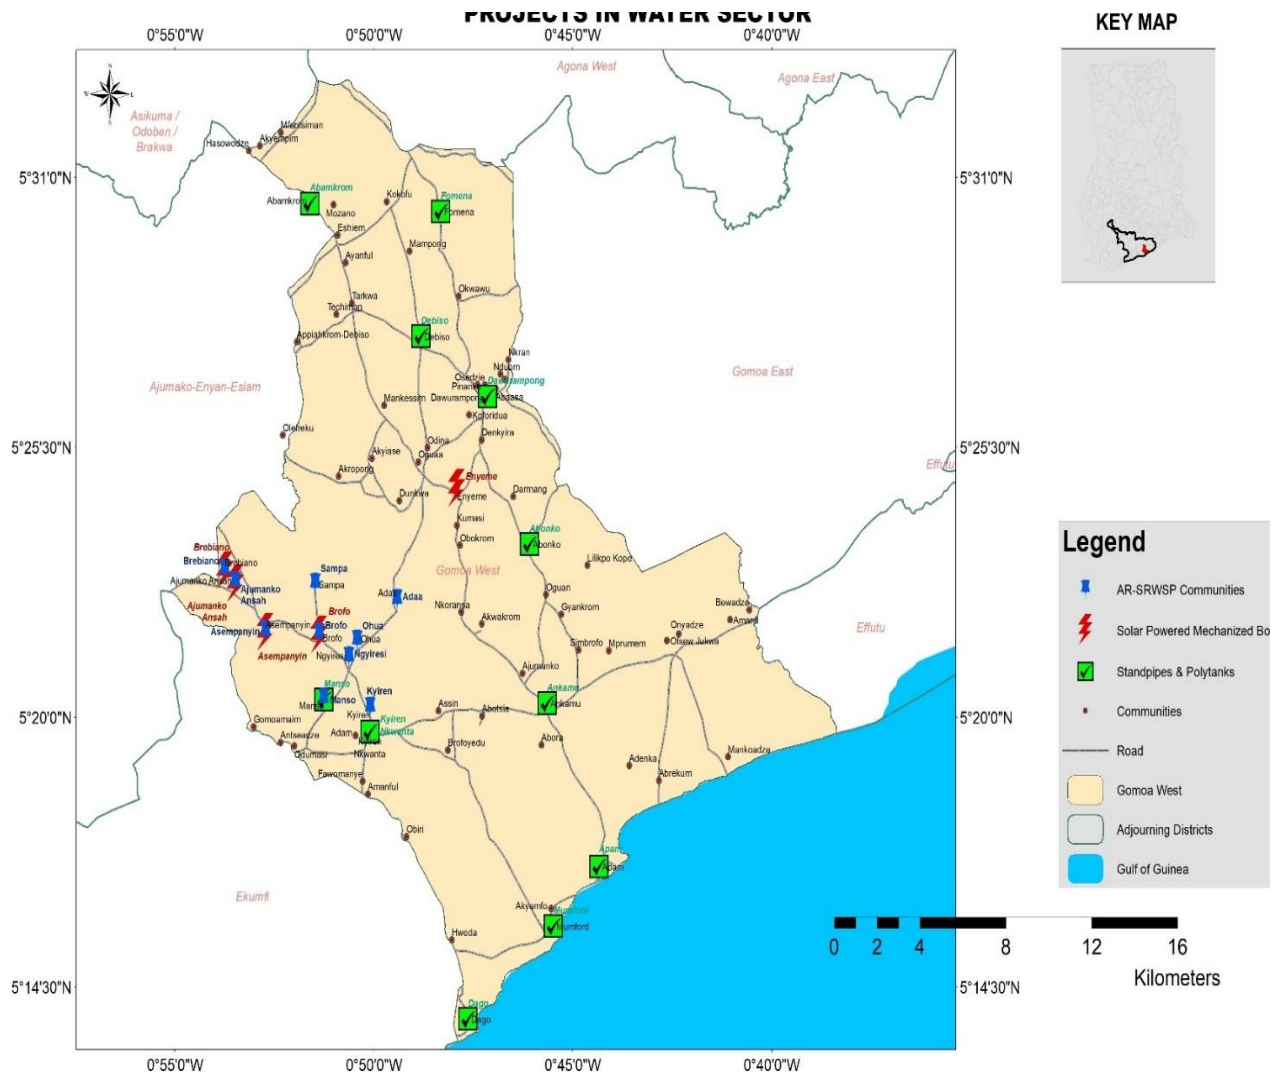 PROJECTS IN WATER SECTOR
KEY MAP
0°55'0"W 0°50'0"W 0°45'0"W 0°40'0"W
Agona West
Agona East
Asikuma /
Odoben /
Brakwa
Akyempim
Hasowodze
5°31'0"N
5°31'0"N
Abamkrom
Abamkrom
Mozano
Kokofu
Fomena
Fomena
Eshiem
Mampong
Ayanful
Okwawu
Tarkwa
Techiman
Debiso
Debiso
Appiahkrom-Debiso
Nkran
Nduom
Osedzie
Dawurampong
Gomoa East
Ajumako-Enyan-Esiam
Dawurampong
Mankessim
Koforidua
Denkyira
Odina
5°25'30"N
5°25'30"N
Akyiase
Oguaa
Effutu
Akropong
Enyeme
Enyeme
Dunkwa
Darmang
Kumasi
Obokrom
Abonko
Abonko
Lilikpo Kope
Brebiano
Brebiano
Brebiano
Gomoa West
Sampa
Sampa
Ajumanko Ansah
Ajumanko
Ansah
Ajumanko
Ansah
Adaa
Adaa
Oguan
Gyankrom
Nkoransa
Akwakrom
Bewadze
Effutu
Brofo
Brofo
Brofo
Asempanyin
Asempanyin
Asempanyin
Ohua
Ohua
Ngyiresi
Ngyiresi
Onyadze
Otsew Jukwa
Simbrofo
Mprumem
Ajumanko
Manso
Manso
Manso
Kyiren
Kyiren
Kyiren
Nkwanta
Nkwanta
Ankamu
Ankamu
5°20'0"N
5°20'0"N
Assin
Abotsia
Gomoamaim
Antseadze
Odumasi
Adam
Brofoyedu
Abora
Adenka
Mankoadze
Abrekum
Fawomanye
Amanful
Obiri
Apam
Apam
Ekumfi
Mumford
Mumford
Hweda
5°14'30"N
5°14'30"N
Dago
Dago
0°55'0"W 0°50'0"W 0°45'0"W 0°40'0"W
Legend
AR-SRWSP Communities
Solar Powered Mechanized Bo
Standpipes & Polytanks
Communities
Road
Gomoa West
Adjourning Districts
Gulf of Guinea
0 2 4 8 12 16
Kilometers